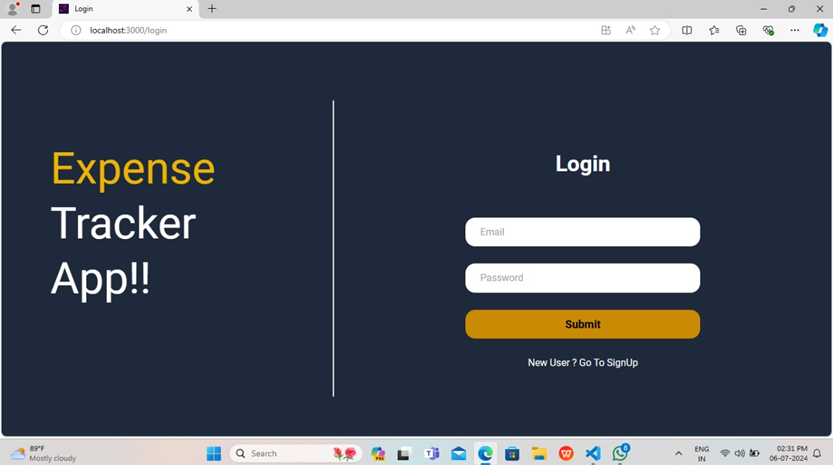 Login
localhost:3000/login
Expense
Tracker
App!!
Login
Email
Password
Submit
New User ? Go To SignUp
89°F
Mostly cloudy
Search
ENG
IN
02:31 PM
06-07-2024